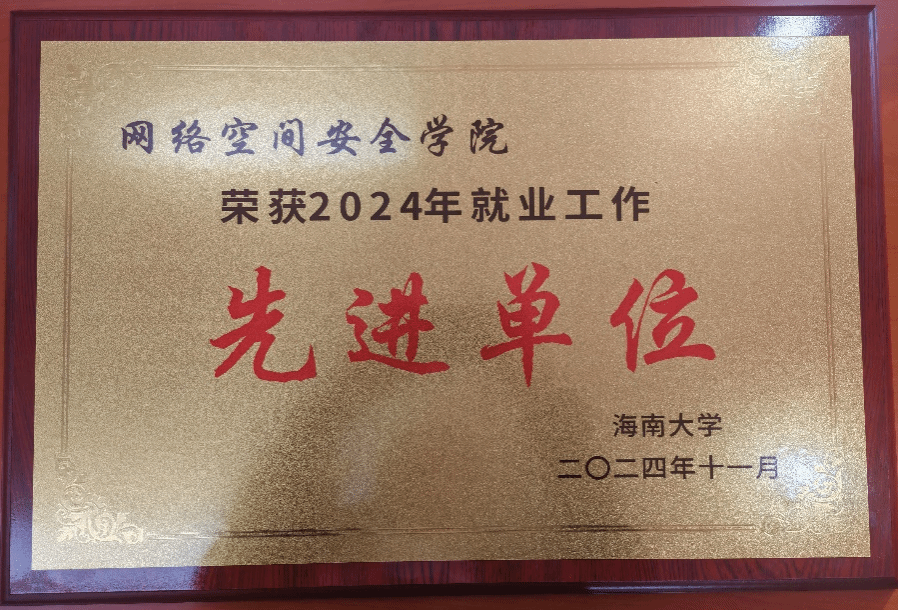 网络空间安全学院
荣获2024年就业工作
先进单位
海南大学
二〇二四年十一月